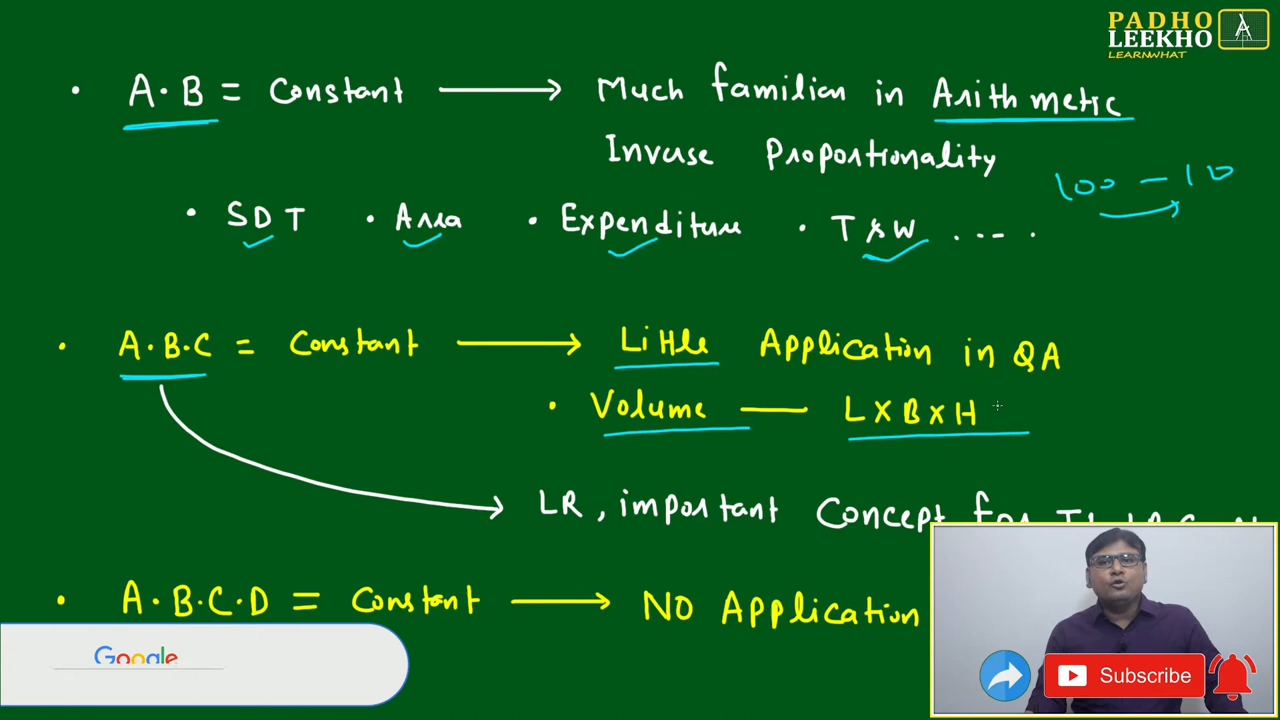 PADHO
LEEKHO
LEARNWHAT
• A·B = Constant → Much familiar in Arithmetic
Inverse Proportionality
100 – 10
• SDT • Area • Expenditure • T&W ....
• A·B·C = Constant → Little Application in QA
• Volume — L×B×H
LR, important Concept for
• A·B·C·D = Constant → NO Application
Google
Subscribe